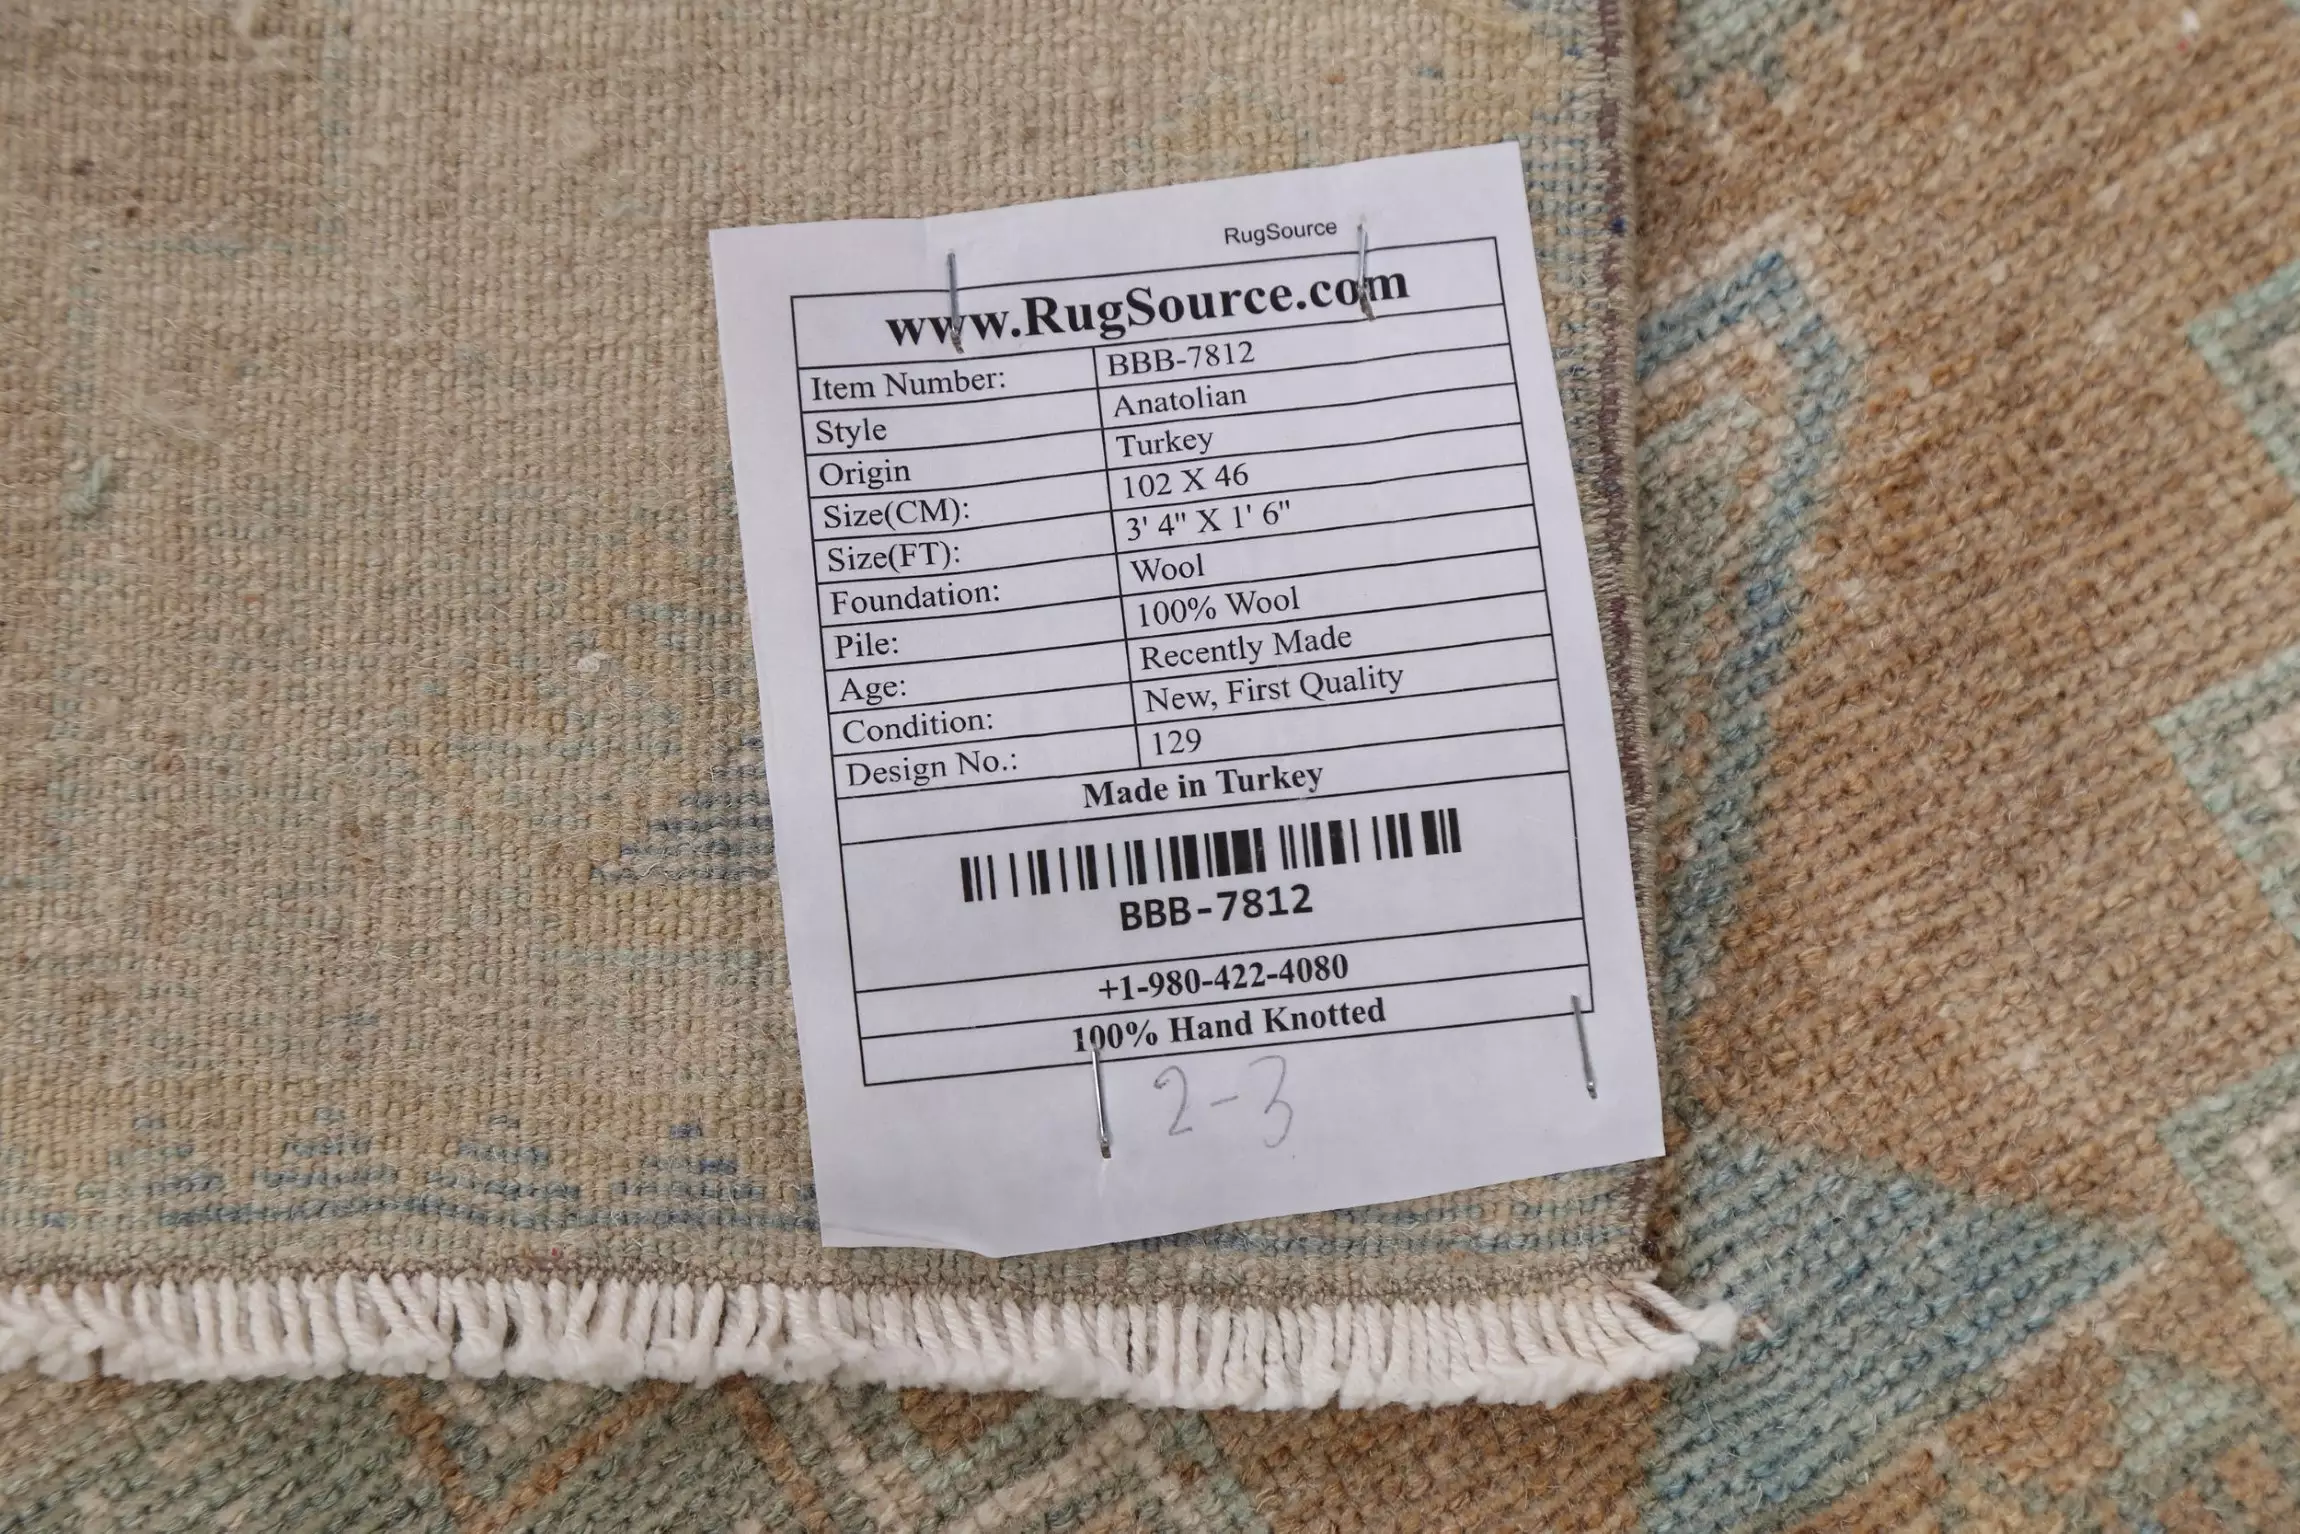 RugSource
www.RugSource.com
Item Number: BBB-7812
Style Anatolian
Origin Turkey
Size(CM): 102 X 46
Size(FT): 3' 4" X 1' 6"
Foundation: Wool
Pile: 100% Wool
Age: Recently Made
Condition: New, First Quality
Design No.: 129
Made in Turkey
BBB-7812
+1-980-422-4080
100% Hand Knotted
2-3